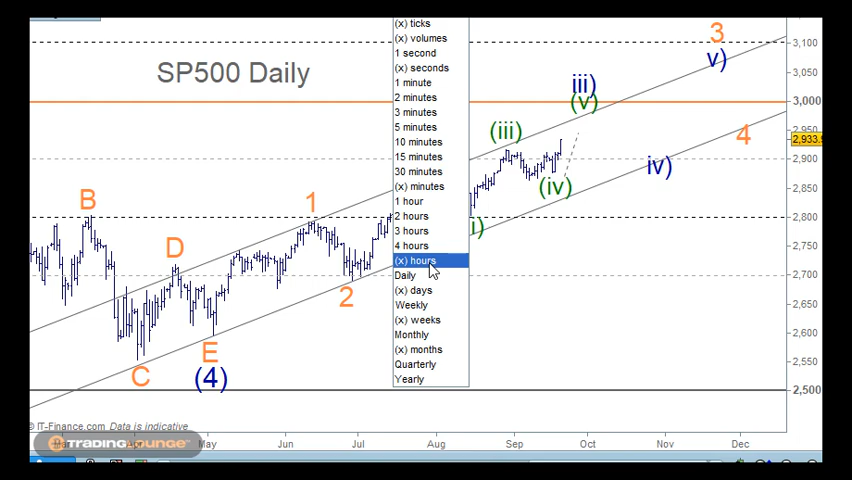 (x) ticks
(x) volumes
1 second
(x) seconds
1 minute
2 minutes
3 minutes
5 minutes
10 minutes
15 minutes
30 minutes
(x) minutes
1 hour
2 hours
3 hours
4 hours
(x) hours
Daily
(x) days
Weekly
(x) weeks
Monthly
(x) months
Quarterly
Yearly
SP500 Daily
3
v)
iii)
(v)
(iii)
4
iv)
(iv)
i)
B
1
D
2
E
C
(4)
3,100
3,050
3,000
2,950
2,933.
2,900
2,850
2,800
2,750
2,700
2,650
2,600
2,550
2,500
© IT-Finance.com Data is indicative
TRADINGLOUNGE™
Mar Apr May Jun Jul Aug Sep Oct Nov Dec